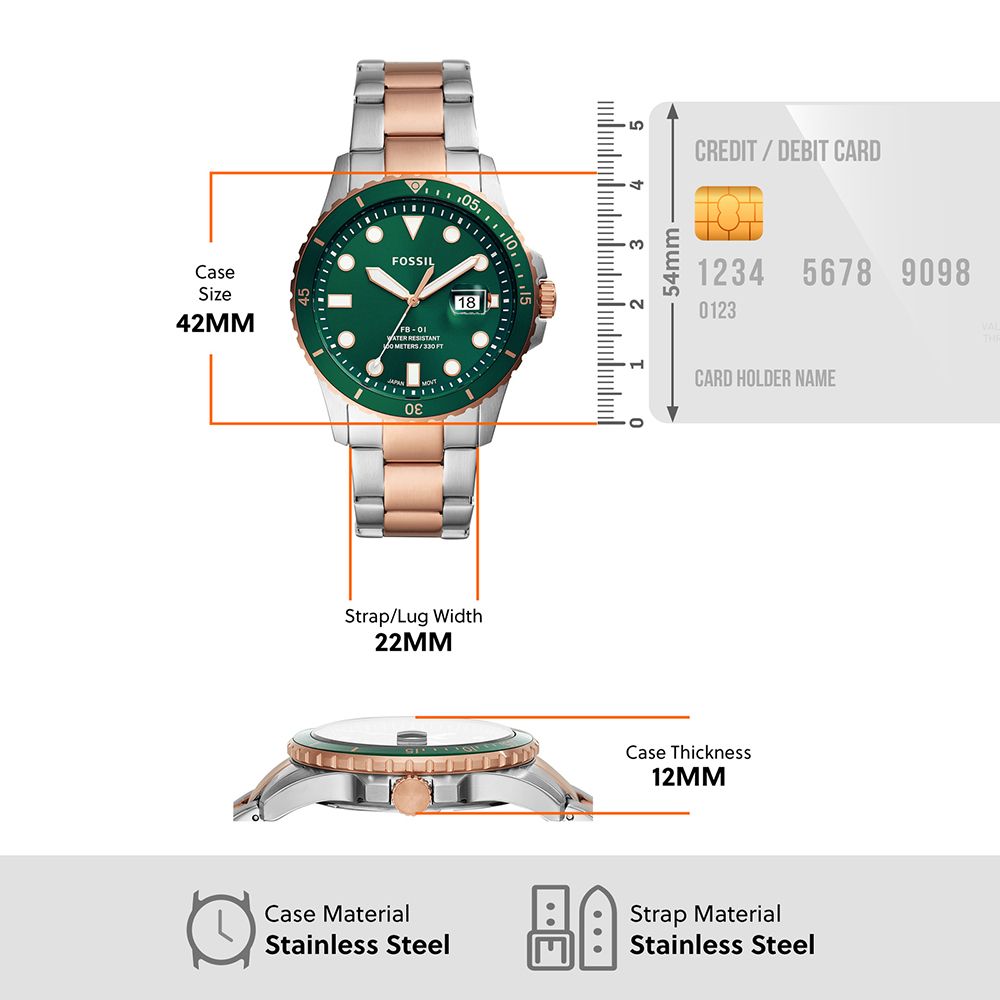 5
4
3
2
1
0
54mm
CREDIT / DEBIT CARD
1234 5678 9098
0123
CARD HOLDER NAME
Case
Size
42MM
05
10
15
30
45
FOSSIL
18
FB-01
WATER RESISTANT
100 METERS / 330 FT
JAPAN MOVT
Strap/Lug Width
22MM
15
10
Case Thickness
12MM
Case Material
Stainless Steel
Strap Material
Stainless Steel